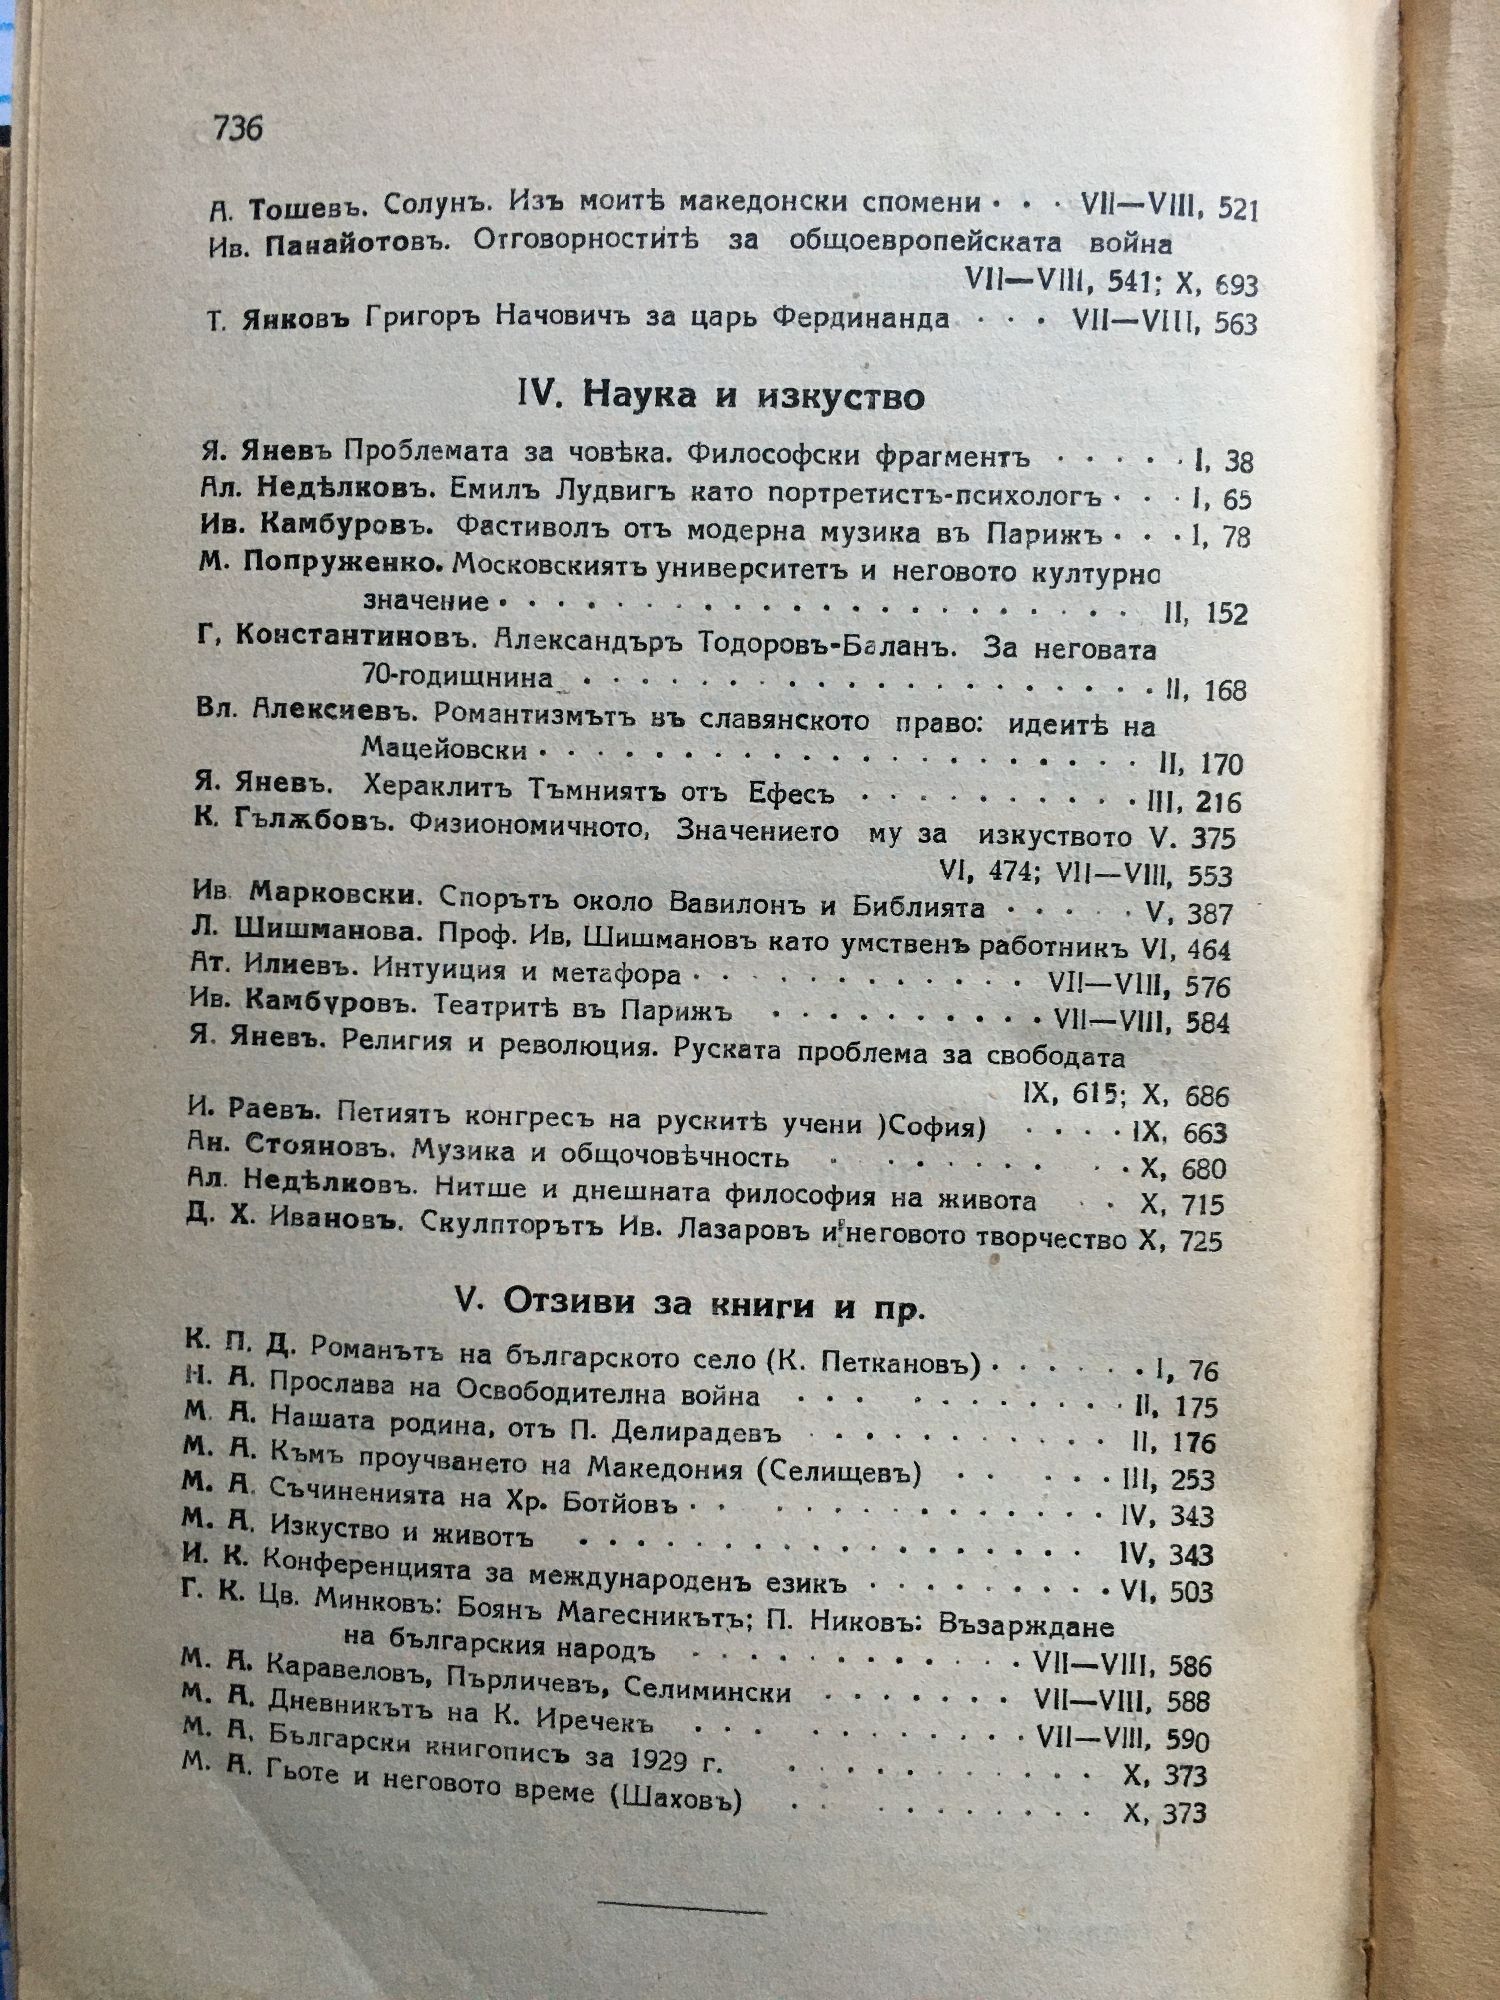 736
А. Тошевъ. Солунъ. Изъ моитѣ македонски спомени · · · VII—VIII, 521
Ив. Панайотовъ. Отговорноститѣ за общоевропейската война
VII—VIII, 541; X, 693
Т. Янковъ Григоръ Начовичъ за царь Фердинанда · · · VII—VIII, 563
IV. Наука и изкуство
Я. Яневъ Проблемата за човѣка. Философски фрагментъ · · · · · I, 38
Ал. Недѣлковъ. Емилъ Лудвигъ като портретистъ-психологъ · · · I, 65
Ив. Камбуровъ. Фастиволъ отъ модерна музика въ Парижъ · · · I, 78
М. Попруженко. Московскиятъ университетъ и неговото културно
значение · · · · · · · · · · · · · · · · · · · · · · II, 152
Г, Константиновъ. Александъръ Тодоровъ-Баланъ. За неговата
70-годищнина · · · · · · · · · · · · · · · · · · · · II, 168
Вл. Алексиевъ. Романтизмътъ въ славянското право: идеитѣ на
Мацейовски · · · · · · · · · · · · · · · · · · · · · II, 170
Я. Яневъ. Хераклитъ Тъмниятъ отъ Ефесъ · · · · · · · · · · III, 216
К. Гълѫбовъ. Физиономичното, Значението му за изкуството V. 375
VI, 474; VII—VIII, 553
Ив. Марковски. Спорътъ около Вавилонъ и Библията · · · · · V, 387
Л. Шишманова. Проф. Ив, Шишмановъ като умственъ работникъ VI, 464
Ат. Илиевъ. Интуиция и метафора · · · · · · · · · · · VII—VIII, 576
Ив. Камбуровъ. Театритѣ въ Парижъ · · · · · · · · · · VII—VIII, 584
Я. Яневъ. Религия и революция. Руската проблема за свободата
IX, 615; X, 686
И. Раевъ. Петиятъ конгресъ на рускитѣ учени )София) · · · · IX, 663
Ан. Стояновъ. Музика и общочовѣчность · · · · · · · · · X, 680
Ал. Недѣлковъ. Нитше и днешната философия на живота · · X, 715
Д. Х. Ивановъ. Скулпторътъ Ив. Лазаровъ и неговото творчество X, 725
V. Отзиви за книги и пр.
К. П. Д. Романътъ на българското село (К. Петкановъ) · · · · · · I, 76
Н. А. Прослава на Освободителна война · · · · · · · · · · · II, 175
М. А. Нашата родина, отъ П. Делирадевъ · · · · · · · · · · · II, 176
М. А. Къмъ проучването на Македония (Селищевъ) · · · · · · III, 253
М. А. Съчиненията на Хр. Ботйовъ · · · · · · · · · · · · · · IV, 343
М. А. Изкуство и животъ · · · · · · · · · · · · · · · · · · IV, 343
И. К. Конференцията за международенъ езикъ · · · · · · · · · VI, 503
Г. К. Цв. Минковъ: Боянъ Магесникътъ; П. Никовъ: Възарждане
на българския народъ · · · · · · · · · · · · VII—VIII, 586
М. А. Каравеловъ, Пърличевъ, Селимински · · · · · · · VII—VIII, 588
М. А. Дневникътъ на К. Иречекъ · · · · · · · · · · · VII—VIII, 590
М. А, Български книгописъ за 1929 г. · · · · · · · · · · · X, 373
М. А. Гьоте и неговото време (Шаховъ) · · · · · · · · · · X, 373